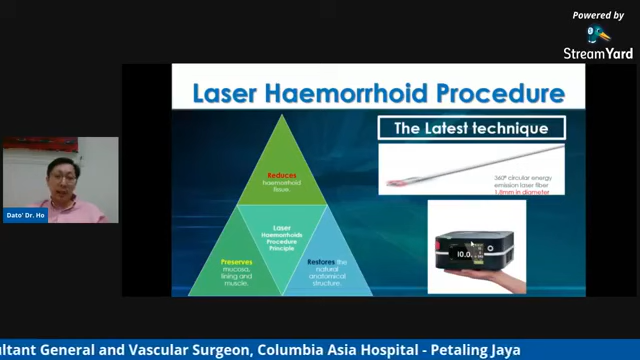 Powered by
StreamYard
Laser Haemorrhoid Procedure
The Latest technique
Reduces
haemorrhoid
tissue.
360° circular energy
emission laser fiber
1.8mm in diameter
Laser
Haemorrhoids
Procedure
Principle
Preserves
mucosa,
lining and
muscle.
Restores the
natural
anatomical
structure.
Dato' Dr. Ho
ultant General and Vascular Surgeon, Columbia Asia Hospital - Petaling Jaya